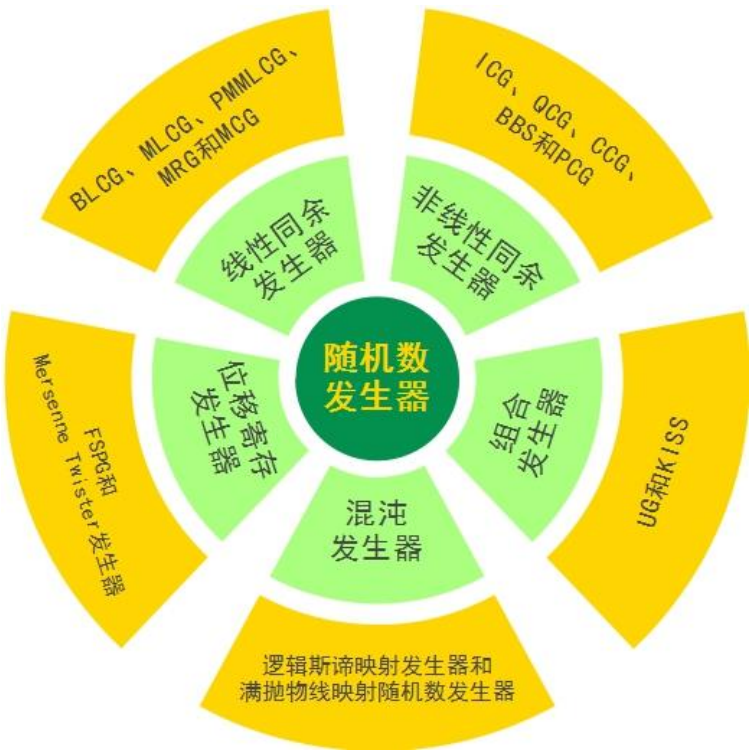 随机数
发生器
线性同余
发生器
BLCG、MLCG、PMMLCG、
MRG和MCG
非线性同余
发生器
ICG、QCG、CCG、
BBS和PCG
组合
发生器
UG和KISS
混沌
发生器
逻辑斯谛映射发生器和
满抛物线映射随机数发生器
位移寄存
发生器
FSPG和
Mersenne Twister发生器